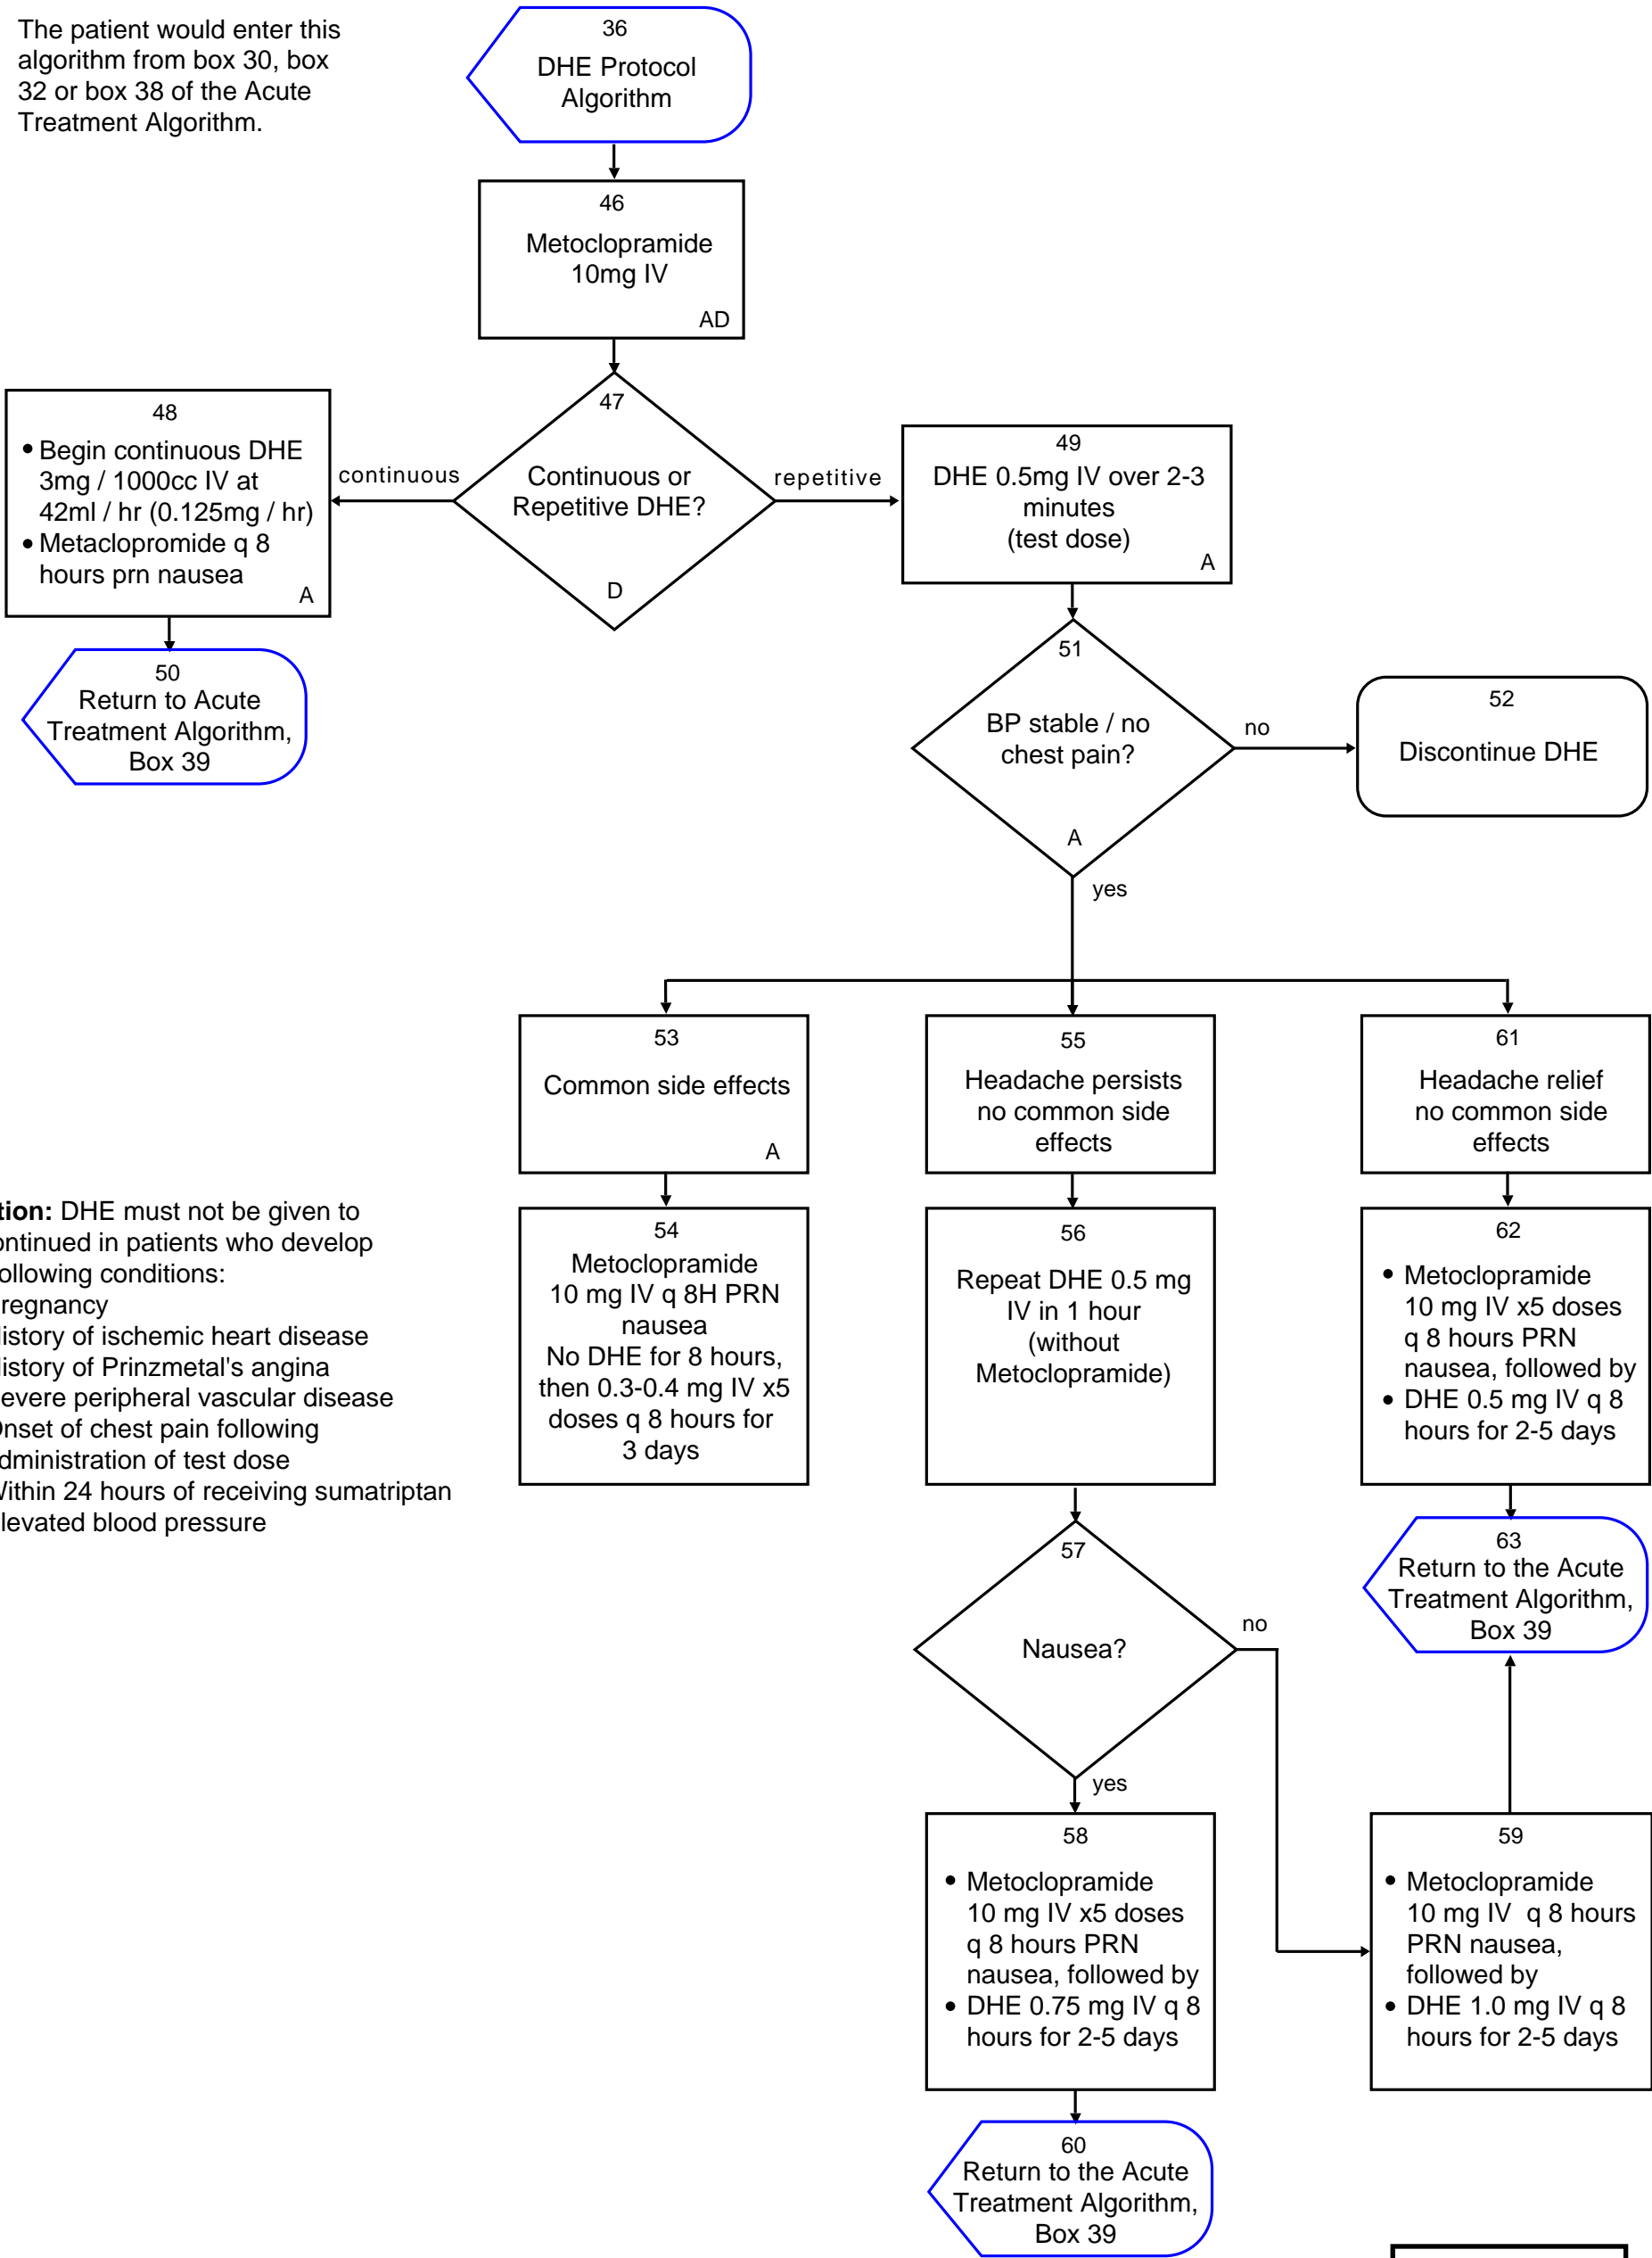 The patient would enter this
algorithm from box 30, box
32 or box 38 of the Acute
Treatment Algorithm.
36
DHE Protocol
Algorithm
46
Metoclopramide
10mg IV
AD
47
Continuous or
Repetitive DHE?
D
continuous
repetitive
48
• Begin continuous DHE
3mg / 1000cc IV at
42ml / hr (0.125mg / hr)
• Metaclopromide q 8
hours prn nausea
A
49
DHE 0.5mg IV over 2-3
minutes
(test dose)
A
50
Return to Acute
Treatment Algorithm,
Box 39
51
BP stable / no
chest pain?
A
no
yes
52
Discontinue DHE
53
Common side effects
A
55
Headache persists
no common side
effects
61
Headache relief
no common side
effects
tion: DHE must not be given to
ontinued in patients who develop
ollowing conditions:
regnancy
istory of ischemic heart disease
istory of Prinzmetal's angina
evere peripheral vascular disease
nset of chest pain following
dministration of test dose
ithin 24 hours of receiving sumatriptan
levated blood pressure
54
Metoclopramide
10 mg IV q 8H PRN
nausea
No DHE for 8 hours,
then 0.3-0.4 mg IV x5
doses q 8 hours for
3 days
56
Repeat DHE 0.5 mg
IV in 1 hour
(without
Metoclopramide)
62
• Metoclopramide
10 mg IV x5 doses
q 8 hours PRN
nausea, followed by
• DHE 0.5 mg IV q 8
hours for 2-5 days
57
Nausea?
no
yes
63
Return to the Acute
Treatment Algorithm,
Box 39
58
• Metoclopramide
10 mg IV x5 doses
q 8 hours PRN
nausea, followed by
• DHE 0.75 mg IV q 8
hours for 2-5 days
59
• Metoclopramide
10 mg IV q 8 hours
PRN nausea,
followed by
• DHE 1.0 mg IV q 8
hours for 2-5 days
60
Return to the Acute
Treatment Algorithm,
Box 39